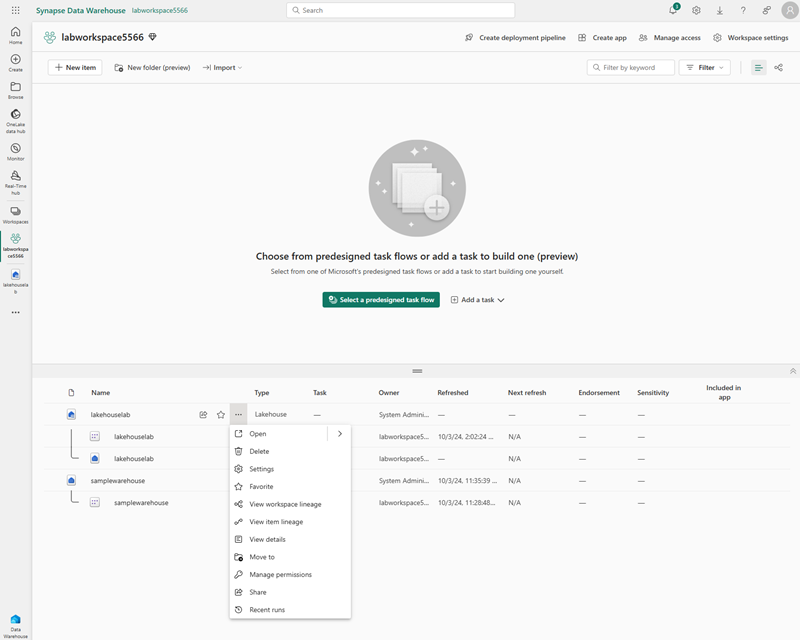 Synapse Data Warehouse labworkspace5566 Search 3
labworkspace5566 Create deployment pipeline Create app Manage access Workspace settings
New item New folder (preview) Import Filter by keyword Filter
Home
Create
Browse
OneLake
data hub
Monitor
Real-Time
hub
Workspaces
labworkspa
ce5566
lakehousela
b
Choose from predesigned task flows or add a task to build one (preview)
Select from one of Microsoft's predesigned task flows or add a task to start building one yourself.
Select a predesigned task flow Add a task
Name Type Task Owner Refreshed Next refresh Endorsement Sensitivity Included in
app
lakehouselab ... Lakehouse — System Admini... — — — — —
lakehouselab labworkspace5... 10/3/24, 2:02:24 ... N/A — —
lakehouselab labworkspace5... — N/A — —
samplewarehouse System Admini... 10/3/24, 11:35:39 ... N/A — —
samplewarehouse labworkspace5... 10/3/24, 11:28:48... N/A — —
Open
Delete
Settings
Favorite
View workspace lineage
View item lineage
View details
Move to
Manage permissions
Share
Recent runs
Data
Warehouse